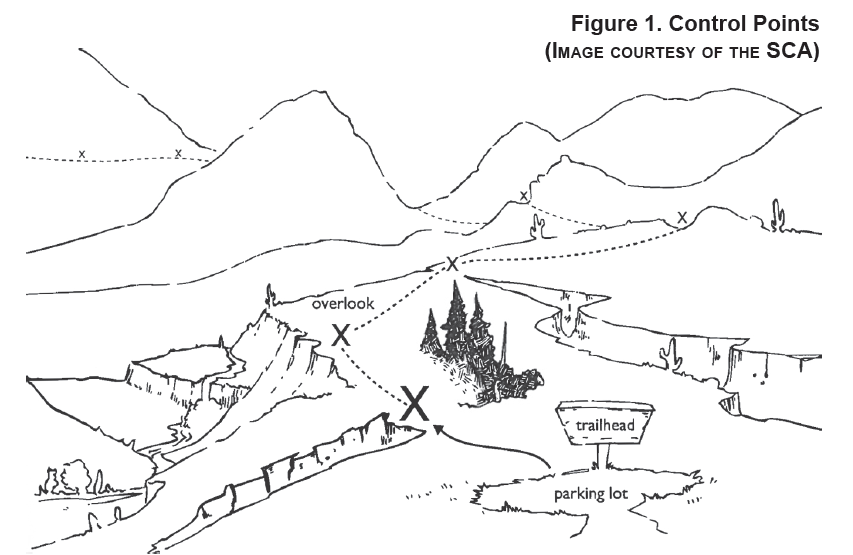 Figure 1. Control Points
(Image courtesy of the SCA)
x
x
x
X
X
overlook
X
X
trailhead
parking lot